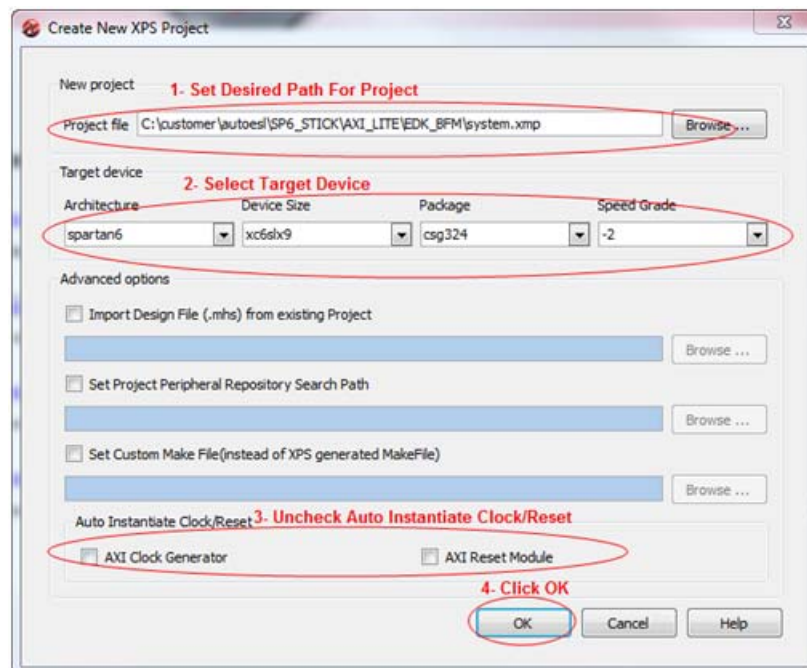 Create New XPS Project
New project
1- Set Desired Path For Project
Project file C:\customer\autoesl\SP6_STICK\AXI_LITE\EDK_BFM\system.xmp Browse ...
Target device
2- Select Target Device
Architecture Device Size Package Speed Grade
spartan6 xc6slx9 csg324 -2
Advanced options
Import Design File (.mhs) from existing Project
Browse ...
Set Project Peripheral Repository Search Path
Browse ...
Set Custom Make File(instead of XPS generated MakeFile)
Browse ...
Auto Instantiate Clock/Reset 3- Uncheck Auto Instantiate Clock/Reset
AXI Clock Generator AXI Reset Module
4- Click OK
OK Cancel Help